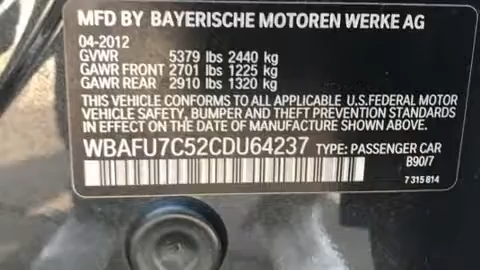 MFD BY BAYERISCHE MOTOREN WERKE AG
04-2012
GVWR 5379 lbs 2440 kg
GAWR FRONT 2701 lbs 1225 kg
GAWR REAR 2910 lbs 1320 kg
THIS VEHICLE CONFORMS TO ALL APPLICABLE U.S.FEDERAL MOTOR
VEHICLE SAFETY, BUMPER AND THEFT PREVENTION STANDARDS
IN EFFECT ON THE DATE OF MANUFACTURE SHOWN ABOVE.
WBAFU7C52CDU64237 TYPE: PASSENGER CAR
B90/7
7 315 814